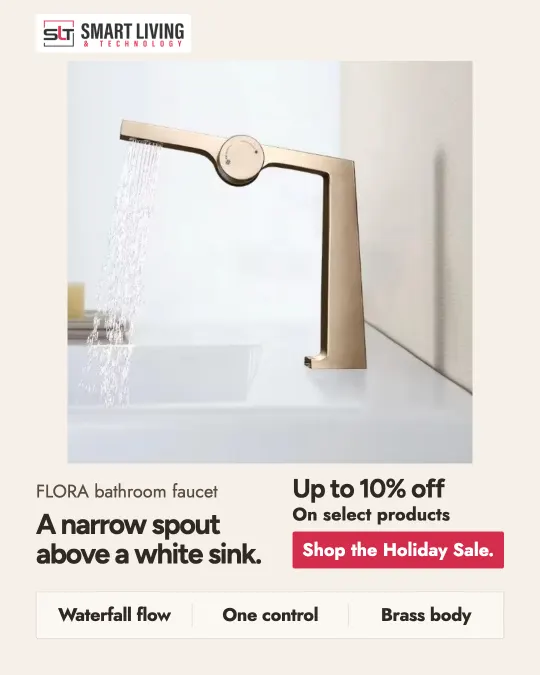 SLT SMART LIVING
& TECHNOLOGY
FLORA bathroom faucet
A narrow spout
above a white sink.
Up to 10% off
On select products
Shop the Holiday Sale.
Waterfall flow
One control
Brass body